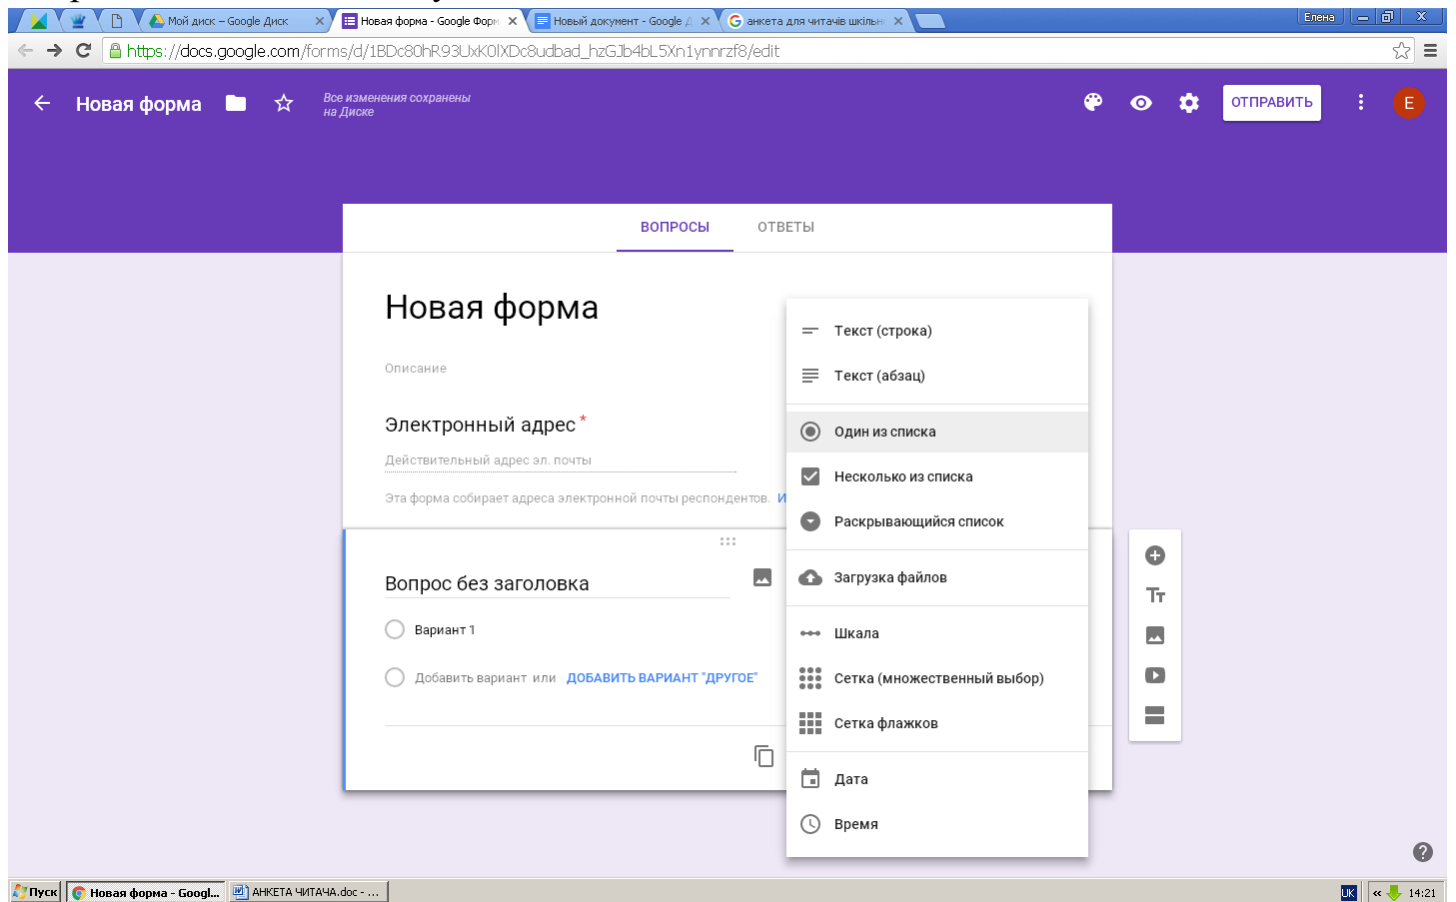 Мой диск – Google Диск
Новая форма - Google Форм
Новый документ - Google Д
анкета для читачів шкільн
Елена
https://docs.google.com/forms/d/1BDc80hR93UxK0lXDc8udbad_hzGJb4bL5Xn1ynnrzf8/edit
Новая форма
Все изменения сохранены
на Диске
ОТПРАВИТЬ
E
ВОПРОСЫ ОТВЕТЫ
Новая форма
Описание
Электронный адрес *
Действительный адрес эл. почты
Эта форма собирает адреса электронной почты респондентов. И
Вопрос без заголовка
Вариант 1
Добавить вариант или ДОБАВИТЬ ВАРИАНТ "ДРУГОЕ"
Текст (строка)
Текст (абзац)
Один из списка
Несколько из списка
Раскрывающийся список
Загрузка файлов
Шкала
Сетка (множественный выбор)
Сетка флажков
Дата
Время
Tт
?
Пуск
Новая форма - Googl...
АНКЕТА ЧИТАЧА.doc - ...
UK
«
14:21